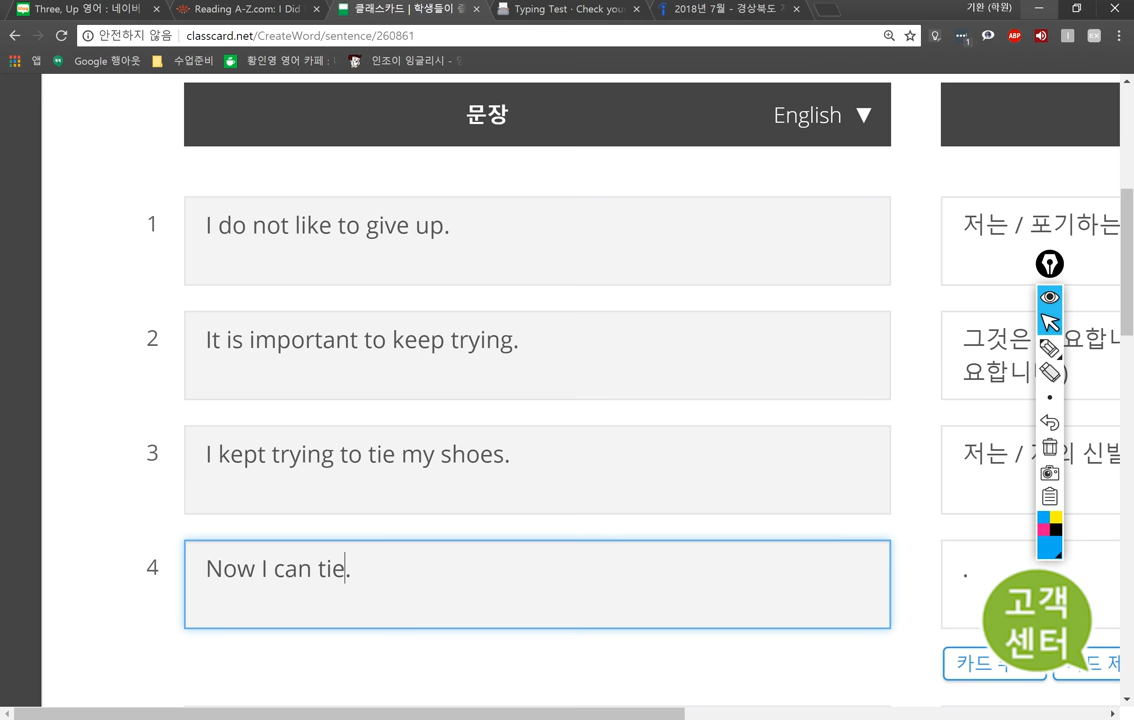 Three, Up 영어 : 네이버
Reading A-Z.com: I Did
클래스카드 | 학생들이
Typing Test · Check you
2018년 7월 - 경상북도
기환 (학원)
안전하지 않음 classcard.net/CreateWord/sentence/260861
앱 Google 행아웃 수업준비 황인영 영어 카페 : 인조이 잉글리시 -
문장 English ▼
1 I do not like to give up. 저는 / 포기하는
2 It is important to keep trying. 그것은
요합니
3 I kept trying to tie my shoes. 저는 /
4 Now I can tie. .
고객
센터
카드